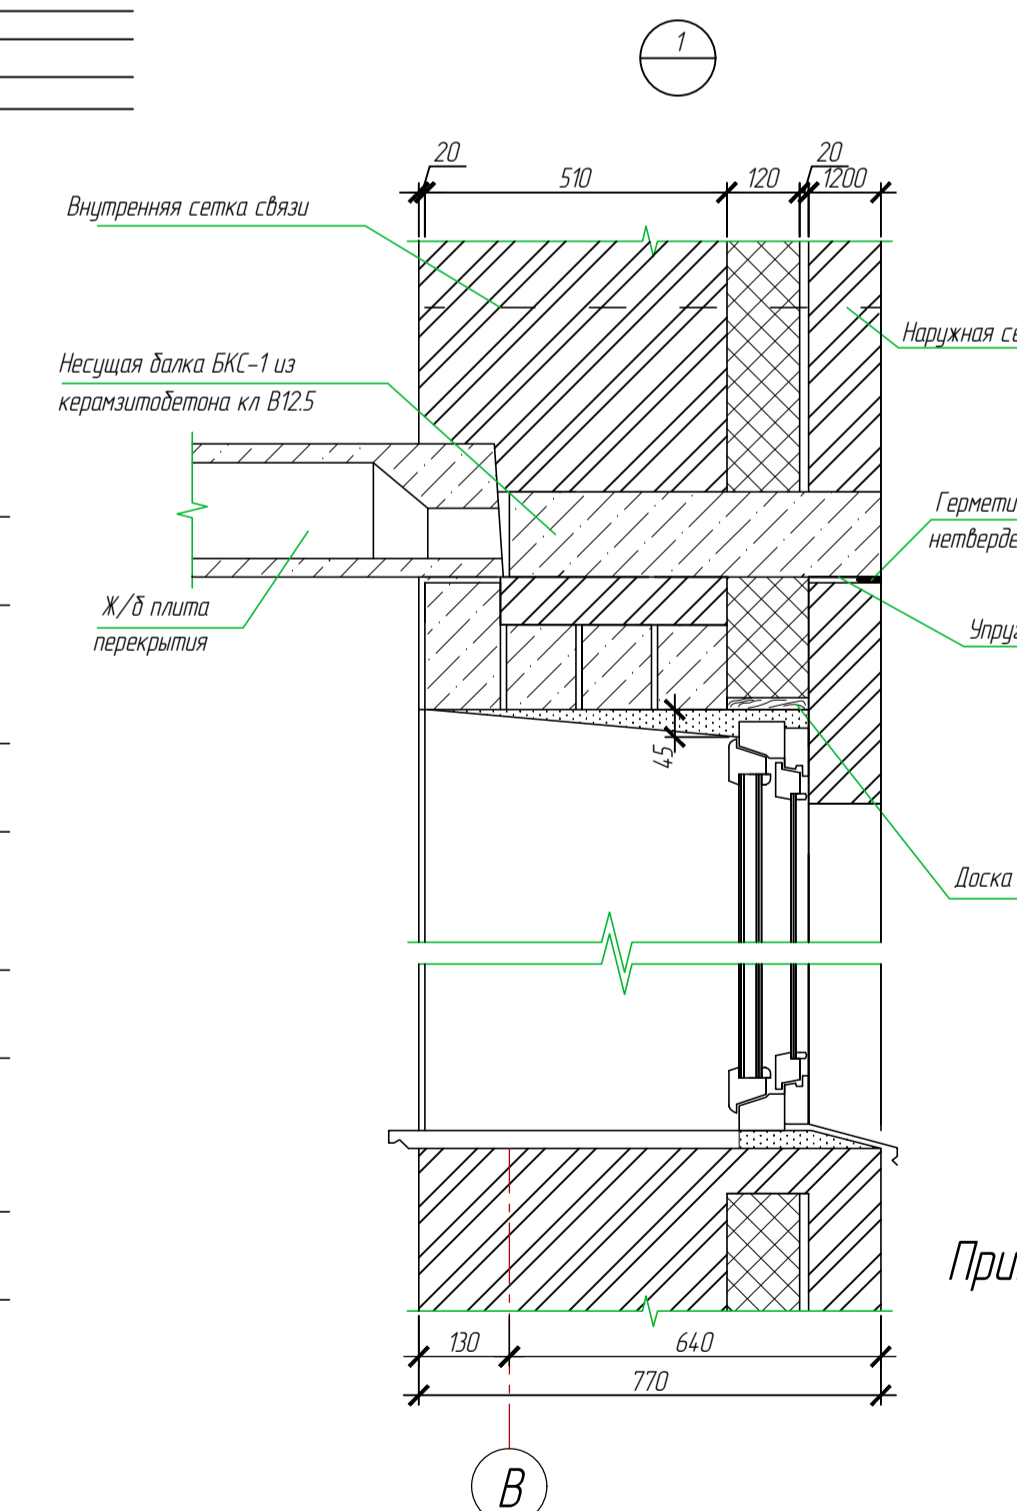 1
20
510
120
20
1200
Внутренняя сетка связи
Наружная се
Несущая балка БКС-1 из
керамзитобетона кл В12.5
Гермети
нетверде
Ж/б плита
перекрытия
Упруг
45
Доска
При
130
640
770
В